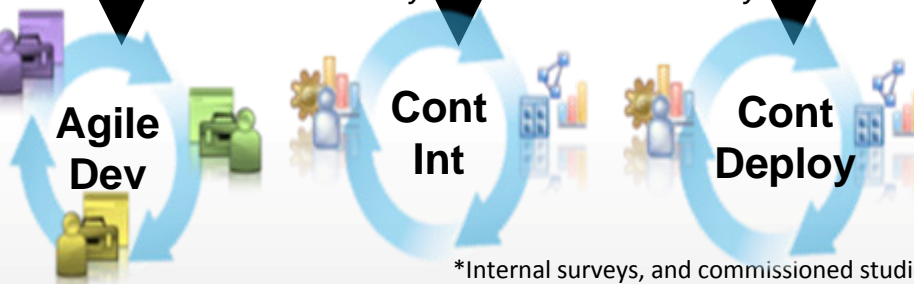 Agile
Dev
Cont
Int
Cont
Deploy
*Internal surveys, and commissioned studi